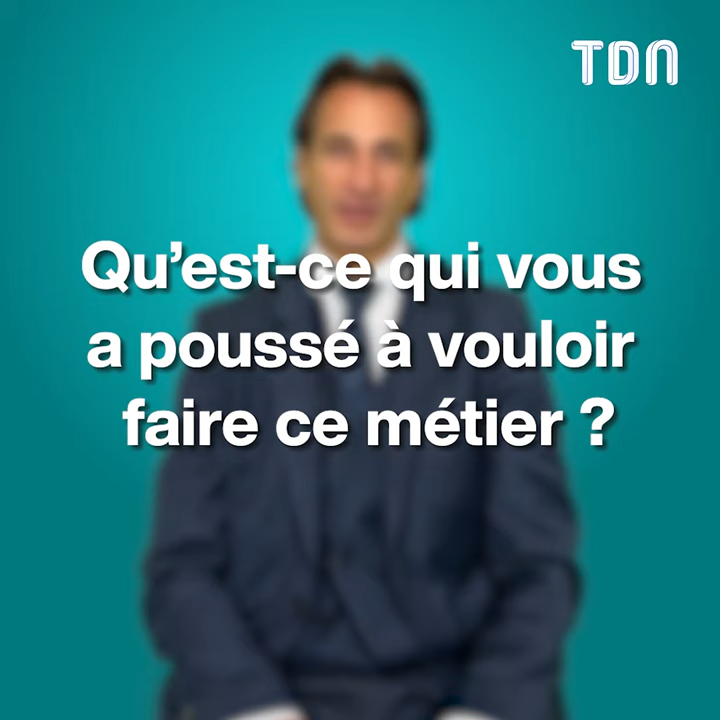 TDN
Qu’est-ce qui vous
a poussé à vouloir
faire ce métier ?